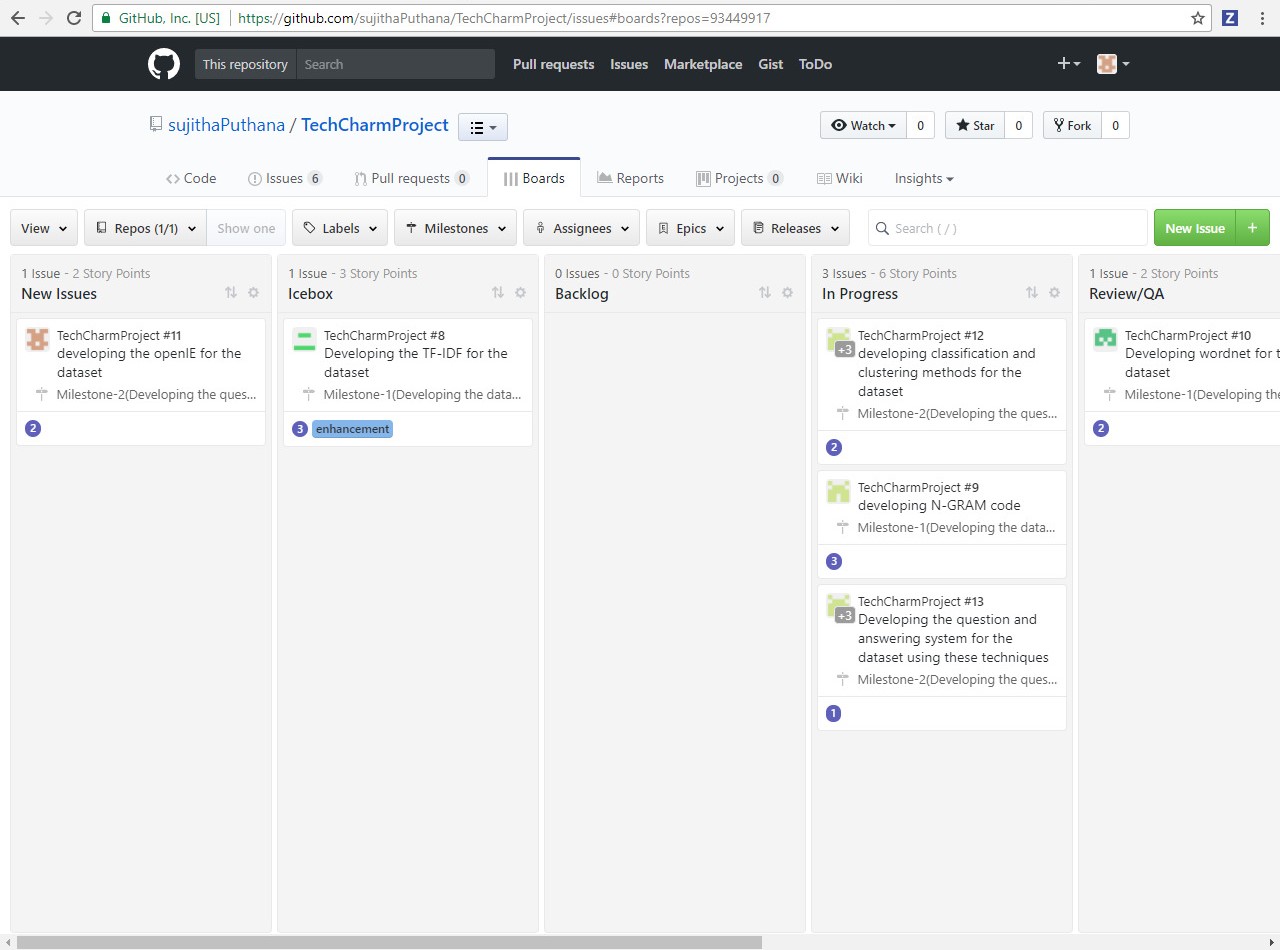 GitHub, Inc. [US] https://github.com/sujithaPuthana/TechCharmProject/issues#boards?repos=93449917 Z
This repository Search Pull requests Issues Marketplace Gist ToDo
sujithaPuthana / TechCharmProject Watch 0 Star 0 Fork 0
Code Issues 6 Pull requests 0 Boards Reports Projects 0 Wiki Insights
View Repos (1/1) Show one Labels Milestones Assignees Epics Releases Search ( / ) New Issue +
1 Issue - 2 Story Points
New Issues
TechCharmProject #11
developing the openIE for the
dataset
Milestone-2(Developing the ques...
2
1 Issue - 3 Story Points
Icebox
TechCharmProject #8
Developing the TF-IDF for the
dataset
Milestone-1(Developing the data...
3 enhancement
0 Issues - 0 Story Points
Backlog
3 Issues - 6 Story Points
In Progress
TechCharmProject #12
+3
developing classification and
clustering methods for the
dataset
Milestone-2(Developing the ques...
2
TechCharmProject #9
developing N-GRAM code
Milestone-1(Developing the data...
3
TechCharmProject #13
+3
Developing the question and
answering system for the
dataset using these techniques
Milestone-2(Developing the ques...
1
1 Issue - 2 Story Points
Review/QA
TechCharmProject #10
Developing wordnet for t
dataset
Milestone-1(Developing the
2